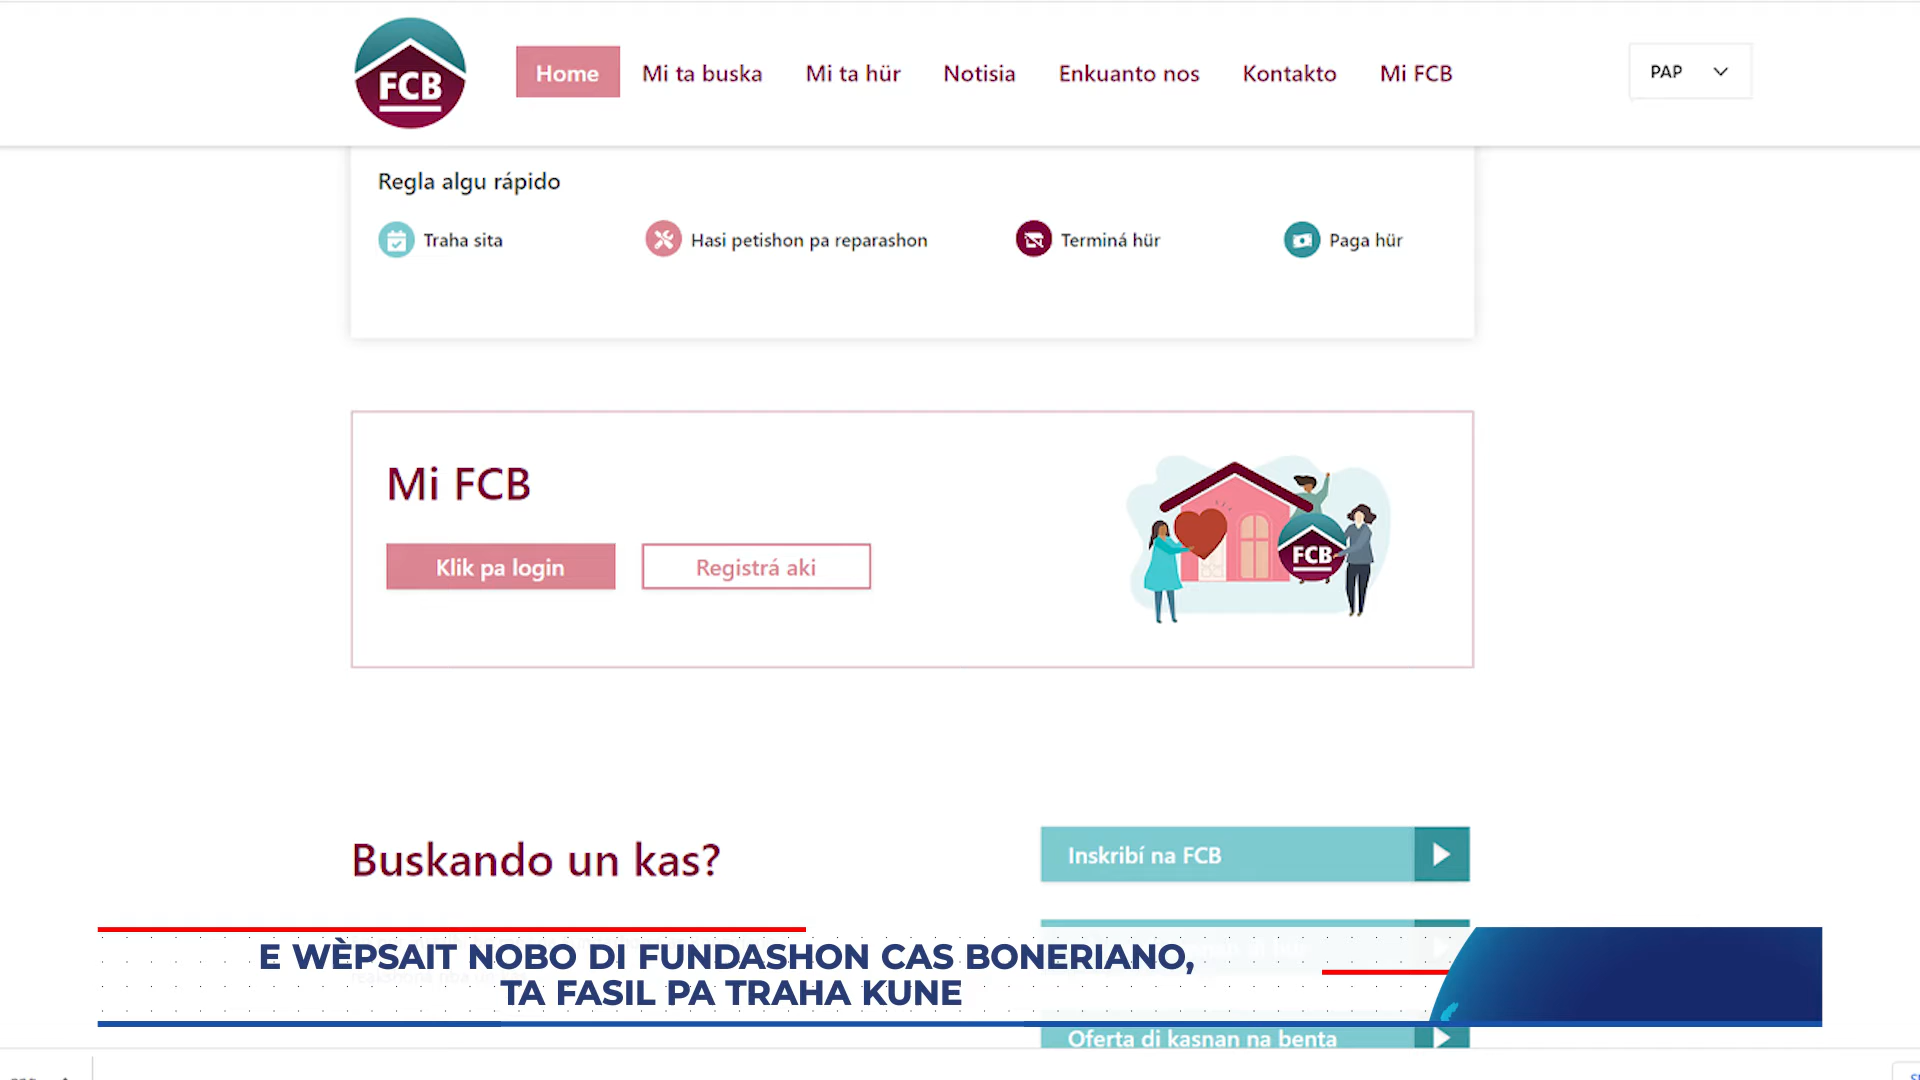 FCB
Home
Mi ta buska
Mi ta hür
Notisia
Enkuanto nos
Kontakto
Mi FCB
PAP
Regla algu rápido
Traha sita
Hasi petishon pa reparashon
Terminá hür
Paga hür
Mi FCB
Klik pa login
Registrá aki
FCB
Buskando un kas?
Inskribí na FCB
E WÈPSAIT NOBO DI FUNDASHON CAS BONERIANO,
TA FASIL PA TRAHA KUNE
Oferta di kasnan na benta